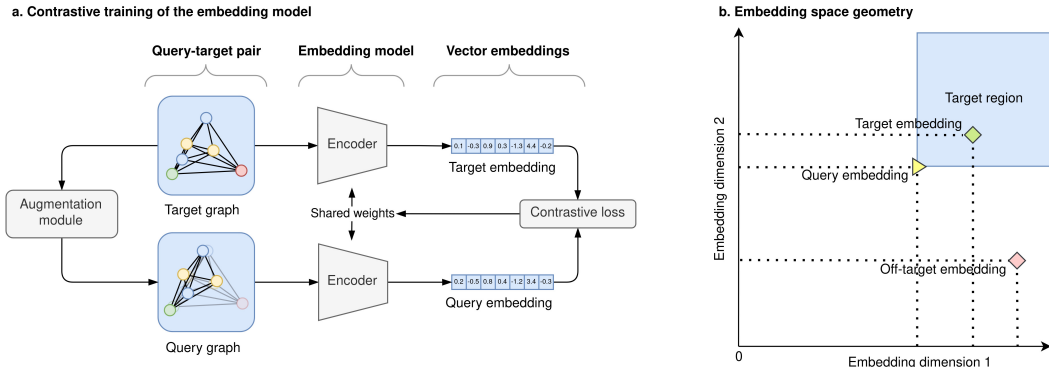 a. Contrastive training of the embedding model
Query-target pair
Embedding model
Vector embeddings
Target graph
Augmentation
module
Query graph
Encoder
Shared weights
Encoder
0.1 -0.3 0.9 0.3 -1.3 4.4 -0.2
Target embedding
Contrastive loss
0.2 -0.5 0.8 0.4 -1.2 3.4 -0.3
Query embedding
b. Embedding space geometry
Embedding dimension 2
Target region
Target embedding
Query embedding
Off-target embedding
0
Embedding dimension 1